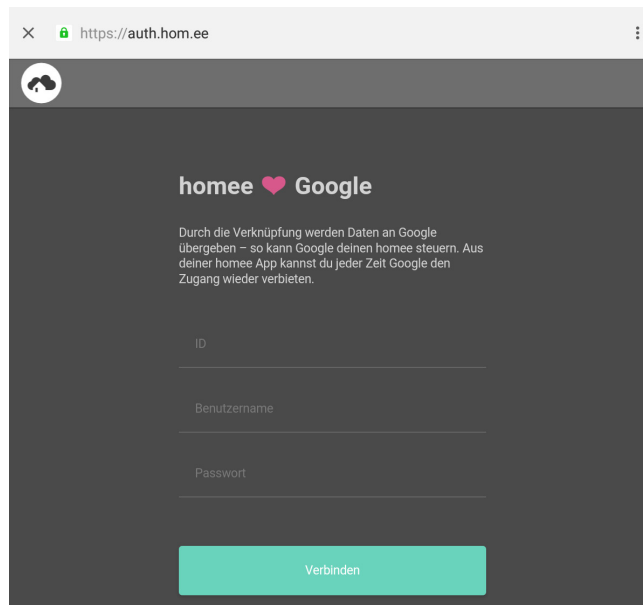 https://auth.hom.ee
homee ❤ Google
Durch die Verknüpfung werden Daten an Google
übergeben – so kann Google deinen homee steuern. Aus
deiner homee App kannst du jeder Zeit Google den
Zugang wieder verbieten.
ID
Benutzername
Passwort
Verbinden